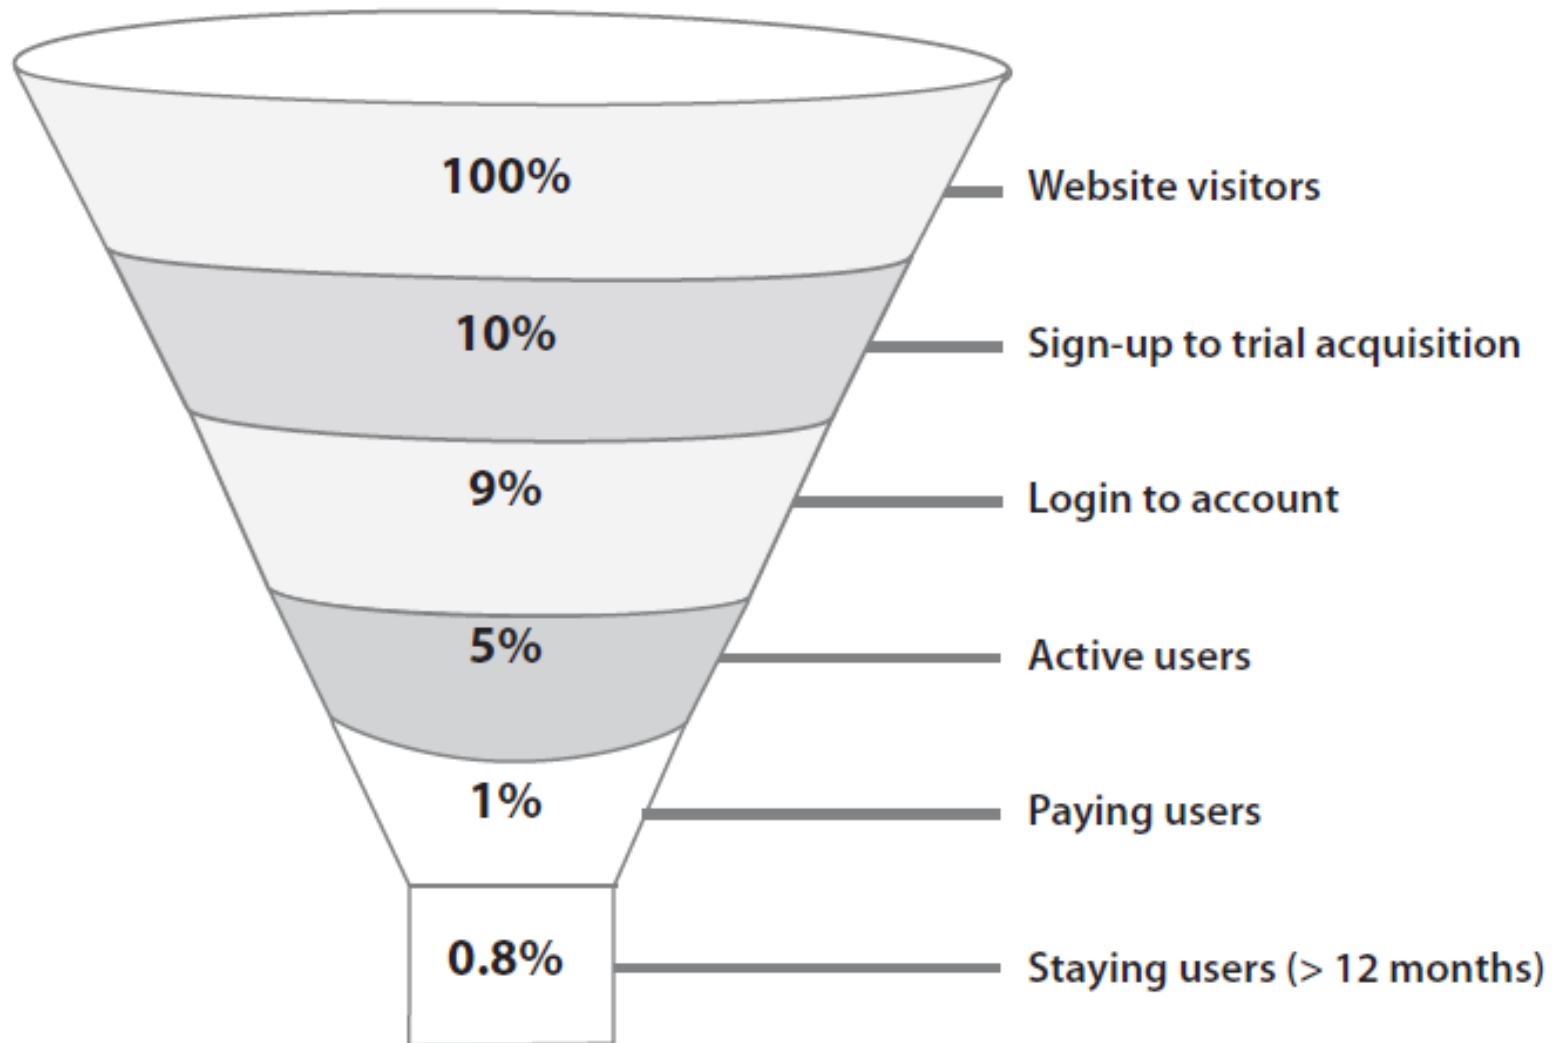 100%
Website visitors
10%
Sign-up to trial acquisition
9%
Login to account
5%
Active users
1%
Paying users
0.8%
Staying users (> 12 months)